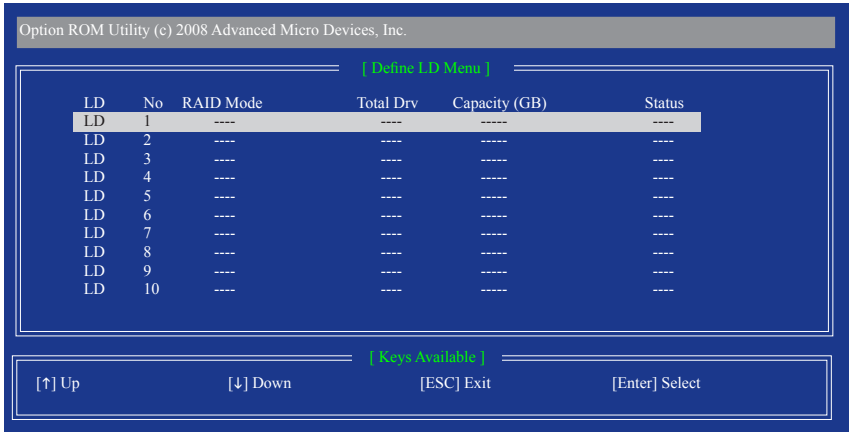 Option ROM Utility (c) 2008 Advanced Micro Devices, Inc.
[ Define LD Menu ]
LD No RAID Mode Total Drv Capacity (GB) Status
LD 1 ---- ---- ----- ----
LD 2 ---- ---- ----- ----
LD 3 ---- ---- ----- ----
LD 4 ---- ---- ----- ----
LD 5 ---- ---- ----- ----
LD 6 ---- ---- ----- ----
LD 7 ---- ---- ----- ----
LD 8 ---- ---- ----- ----
LD 9 ---- ---- ----- ----
LD 10 ---- ---- ----- ----
[ Keys Available ]
[↑] Up [↓] Down [ESC] Exit [Enter] Select